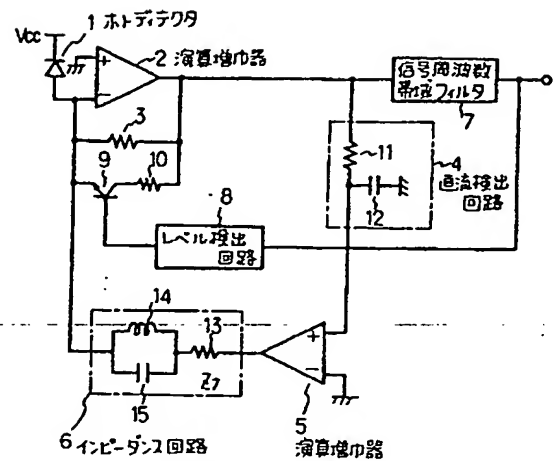 1 ホトディテクタ
Vcc
2 演算増巾器
+
-
3
9
10
信号周波数
帯域フィルタ
7
11
4
直流検出
回路
12
8
レベル検出
回路
14
13
15
Z7
+
-
5
演算増巾器
6 インピーダンス回路